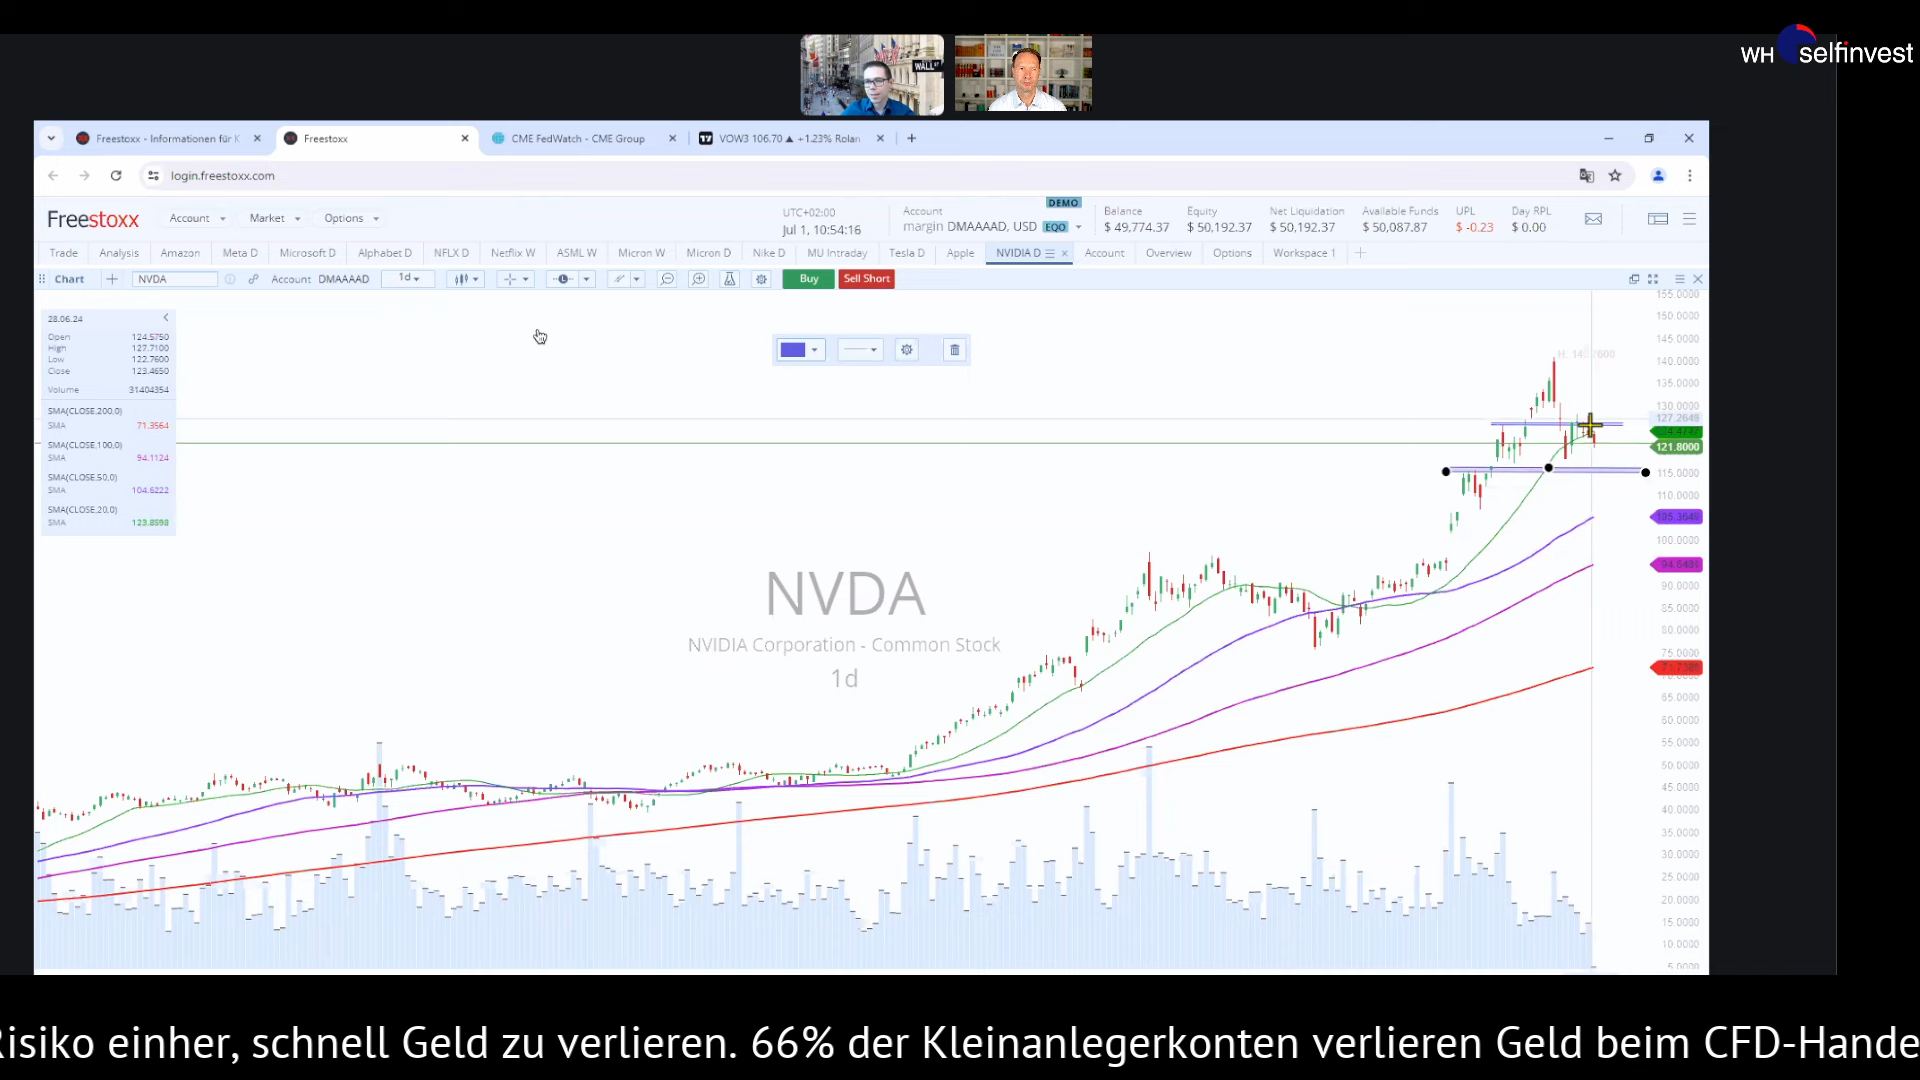 WH selfinvest
WALL
Freestoxx - Informationen für K
Freestoxx
CME FedWatch - CME Group
VOW3 106.70 ▲ +1.23% Rolan
login.freestoxx.com
Freestoxx
Account
Market
Options
UTC+02:00
Jul 1, 10:54:16
DEMO
Account
margin DMAAAAD, USD EQO
Balance
$ 49,774.37
Equity
$ 50,192.37
Net Liquidation
$ 50,192.37
Available Funds
$ 50,087.87
UPL
$ -0.23
Day RPL
$ 0.00
Trade
Analysis
Amazon
Meta D
Microsoft D
Alphabet D
NFLX D
Netflix W
ASML W
Micron W
Micron D
Nike D
MU Intraday
Tesla D
Apple
NVIDIA D
Account
Overview
Options
Workspace 1
Chart
NVDA
Account DMAAAAD
1d
Buy
Sell Short
28.06.24
Open 124.5750
High 127.7100
Low 122.7600
Close 123.4650
Volume 31404354
SMA(CLOSE,200,0)
SMA 71.3564
SMA(CLOSE,100,0)
SMA 94.1124
SMA(CLOSE,50,0)
SMA 104.6222
SMA(CLOSE,20,0)
SMA 123.8598
155.0000
150.0000
145.0000
140.0000
135.0000
130.0000
127.2648
121.8000
115.0000
110.0000
105.3648
100.0000
90.0000
85.0000
80.0000
75.0000
65.0000
60.0000
55.0000
50.0000
45.0000
40.0000
35.0000
30.0000
25.0000
20.0000
15.0000
10.0000
5.0000
NVDA
NVIDIA Corporation - Common Stock
1d
Risiko einher, schnell Geld zu verlieren. 66% der Kleinanlegerkonten verlieren Geld beim CFD-Hande